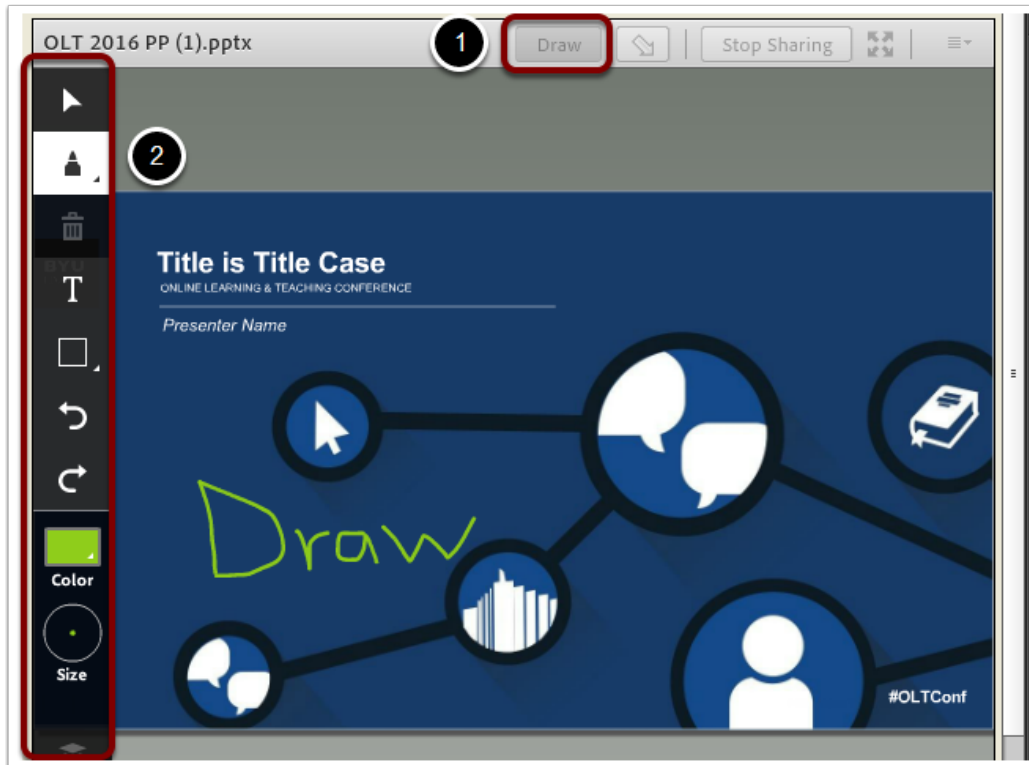 OLT 2016 PP (1).pptx
1
Draw
Stop Sharing
2
BYU
T
Title is Title Case
ONLINE LEARNING & TEACHING CONFERENCE
Presenter Name
Draw
Color
Size
#OLTConf